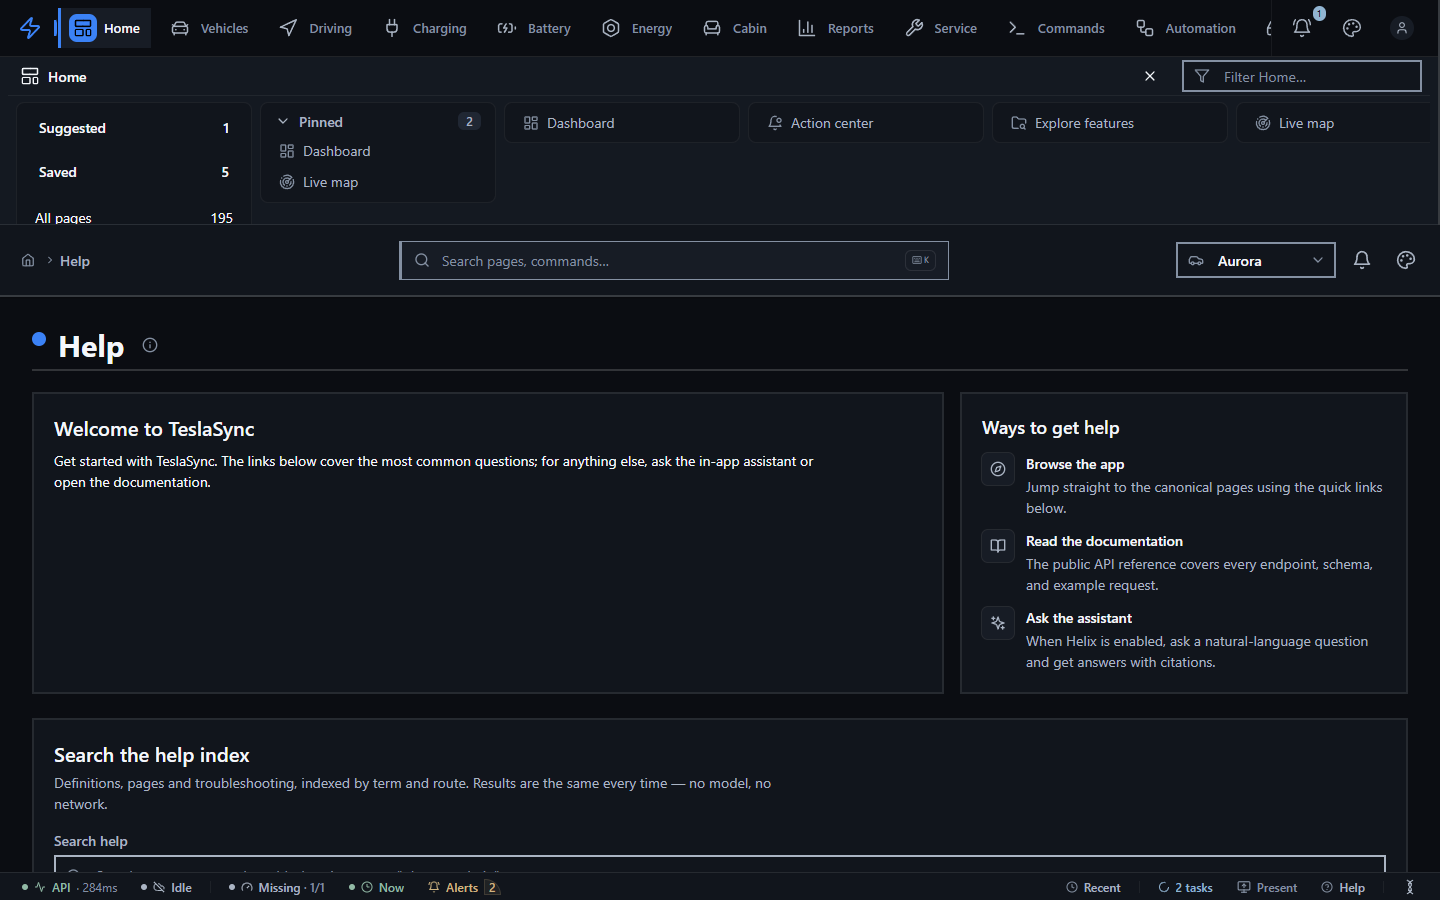 Home Vehicles Driving Charging Battery Energy Cabin Reports Service Commands Automation 1
Home
Filter Home...
Suggested 1
Saved 5
All pages 195
Pinned 2
Dashboard
Live map
Dashboard
Action center
Explore features
Live map
Help
Search pages, commands...
K
Aurora
Help
Welcome to TeslaSync
Get started with TeslaSync. The links below cover the most common questions; for anything else, ask the in-app assistant or
open the documentation.
Ways to get help
Browse the app
Jump straight to the canonical pages using the quick links
below.
Read the documentation
The public API reference covers every endpoint, schema,
and example request.
Ask the assistant
When Helix is enabled, ask a natural-language question
and get answers with citations.
Search the help index
Definitions, pages and troubleshooting, indexed by term and route. Results are the same every time — no model, no
network.
Search help
API · 284ms Idle Missing · 1/1 Now Alerts 2 Recent 2 tasks Present Help